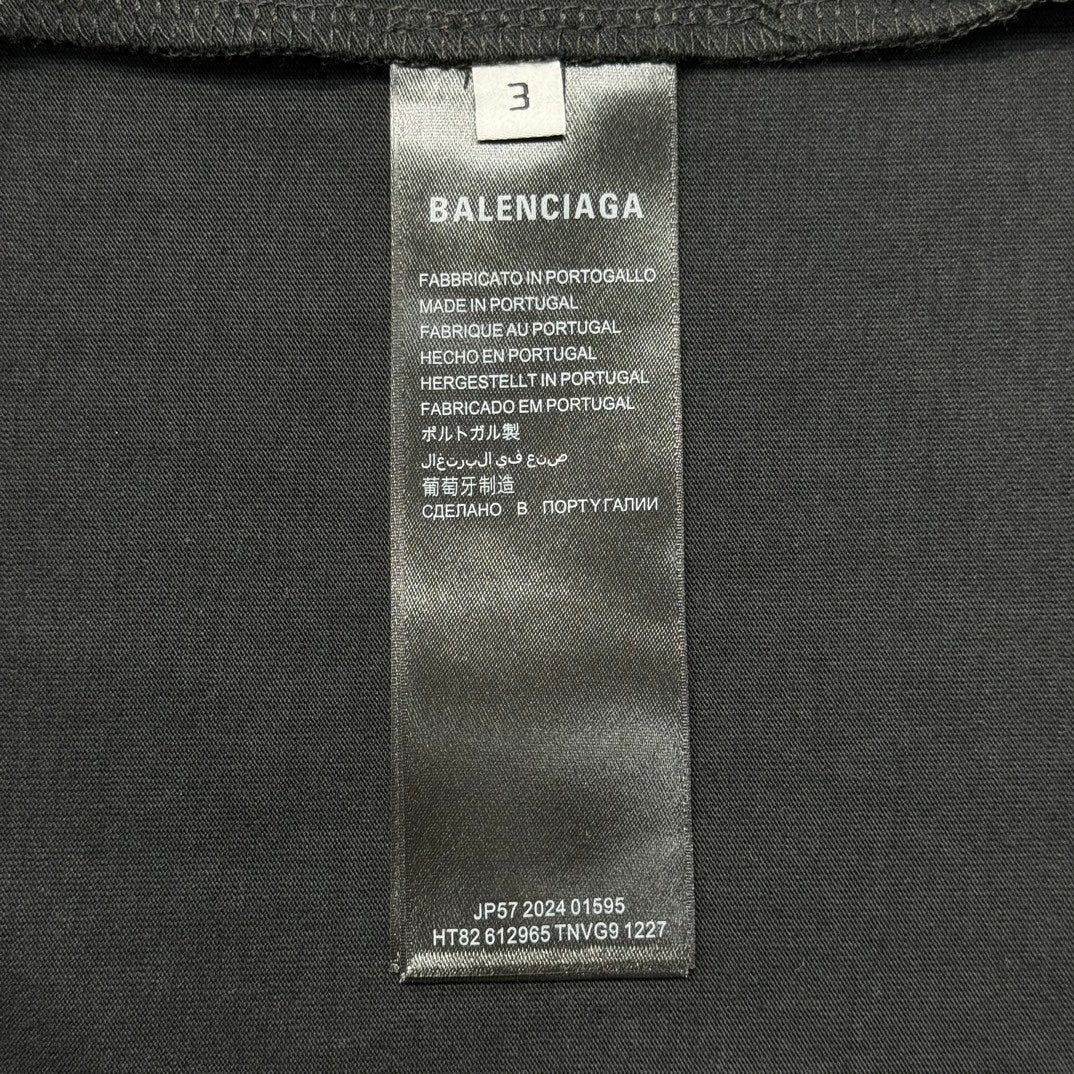 3
BALENCIAGA
FABBRICATO IN PORTOGALLO
MADE IN PORTUGAL
FABRIQUE AU PORTUGAL
HECHO EN PORTUGAL
HERGESTELLT IN PORTUGAL
FABRICADO EM PORTUGAL
ポルトガル製
صنع في البرتغال
葡萄牙制造
СДЕЛАНО В ПОРТУГАЛИИ
JP57 2024 01595
HT82 612965 TNVG9 1227